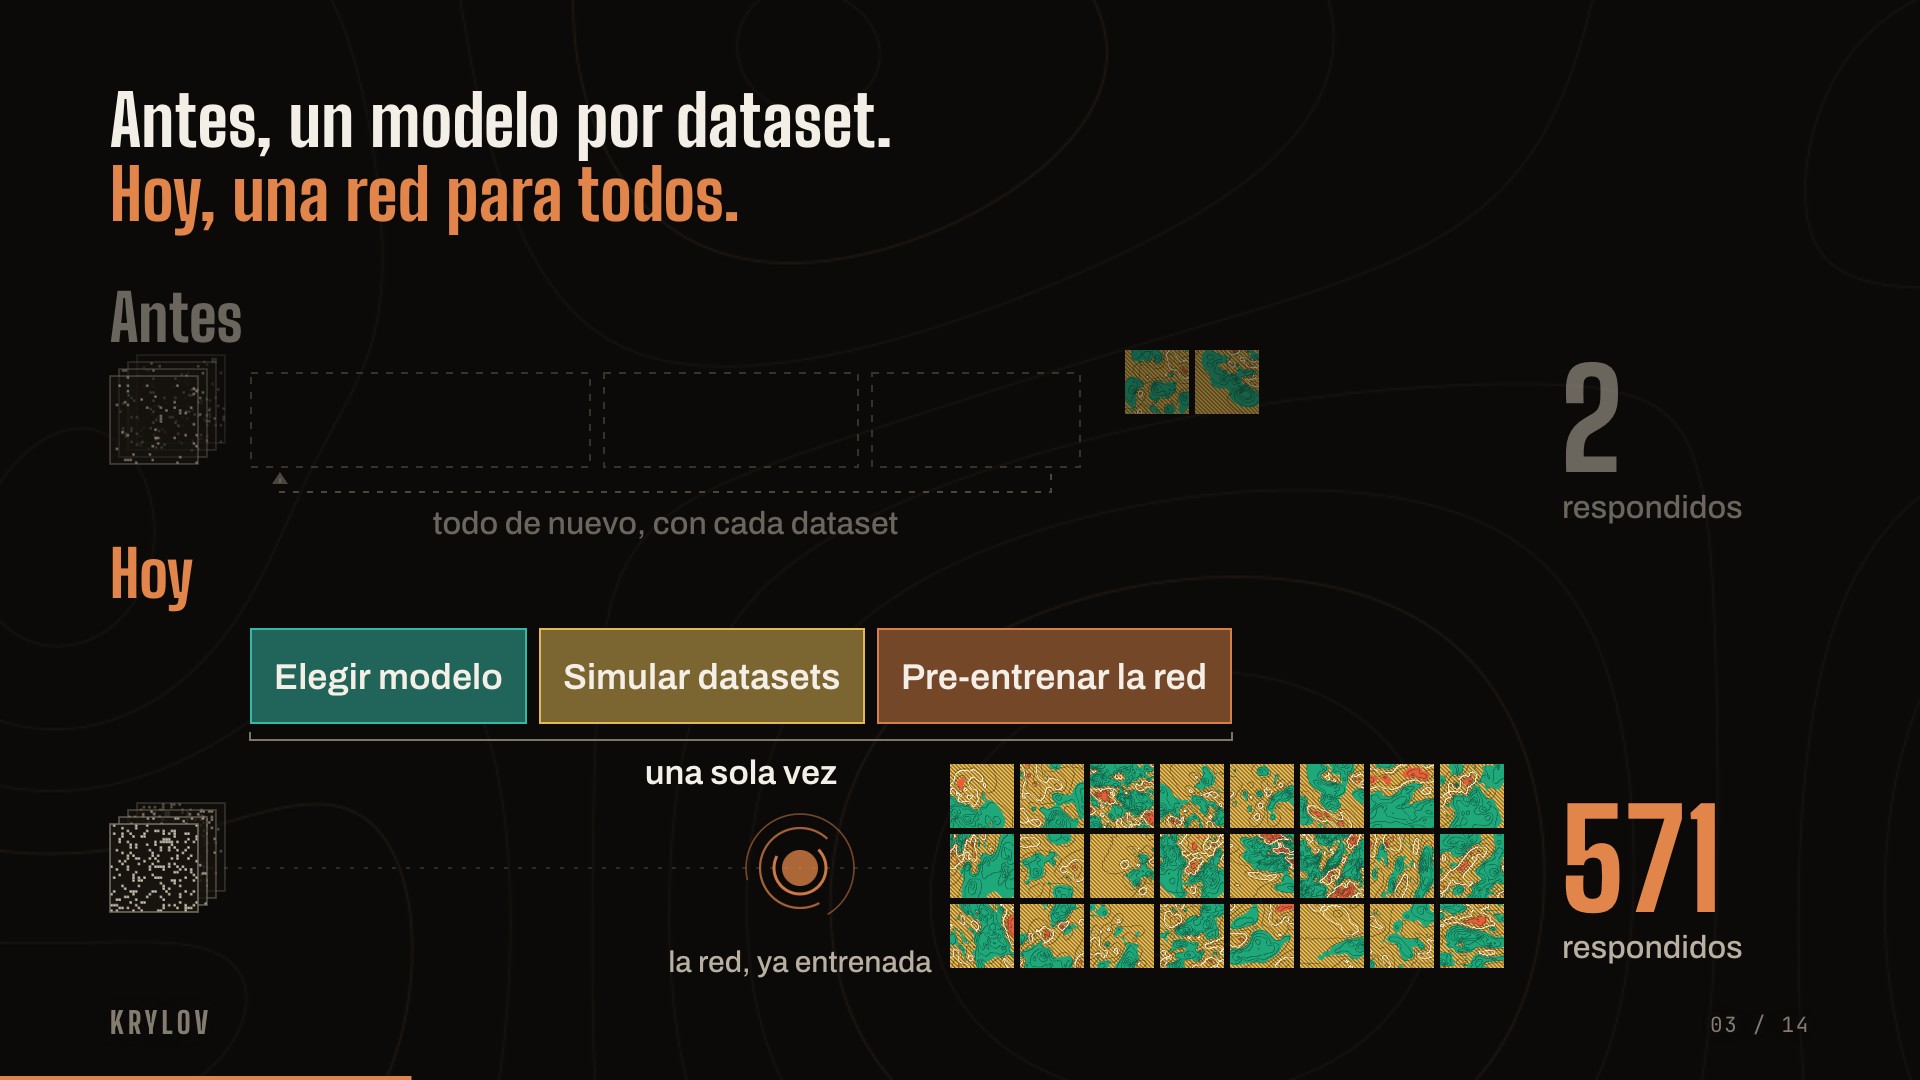 Antes, un modelo por dataset.
Hoy, una red para todos.
Antes
2
respondidos
todo de nuevo, con cada dataset
Hoy
Elegir modelo
Simular datasets
Pre-entrenar la red
una sola vez
571
respondidos
la red, ya entrenada
KRYLOV
03 / 14